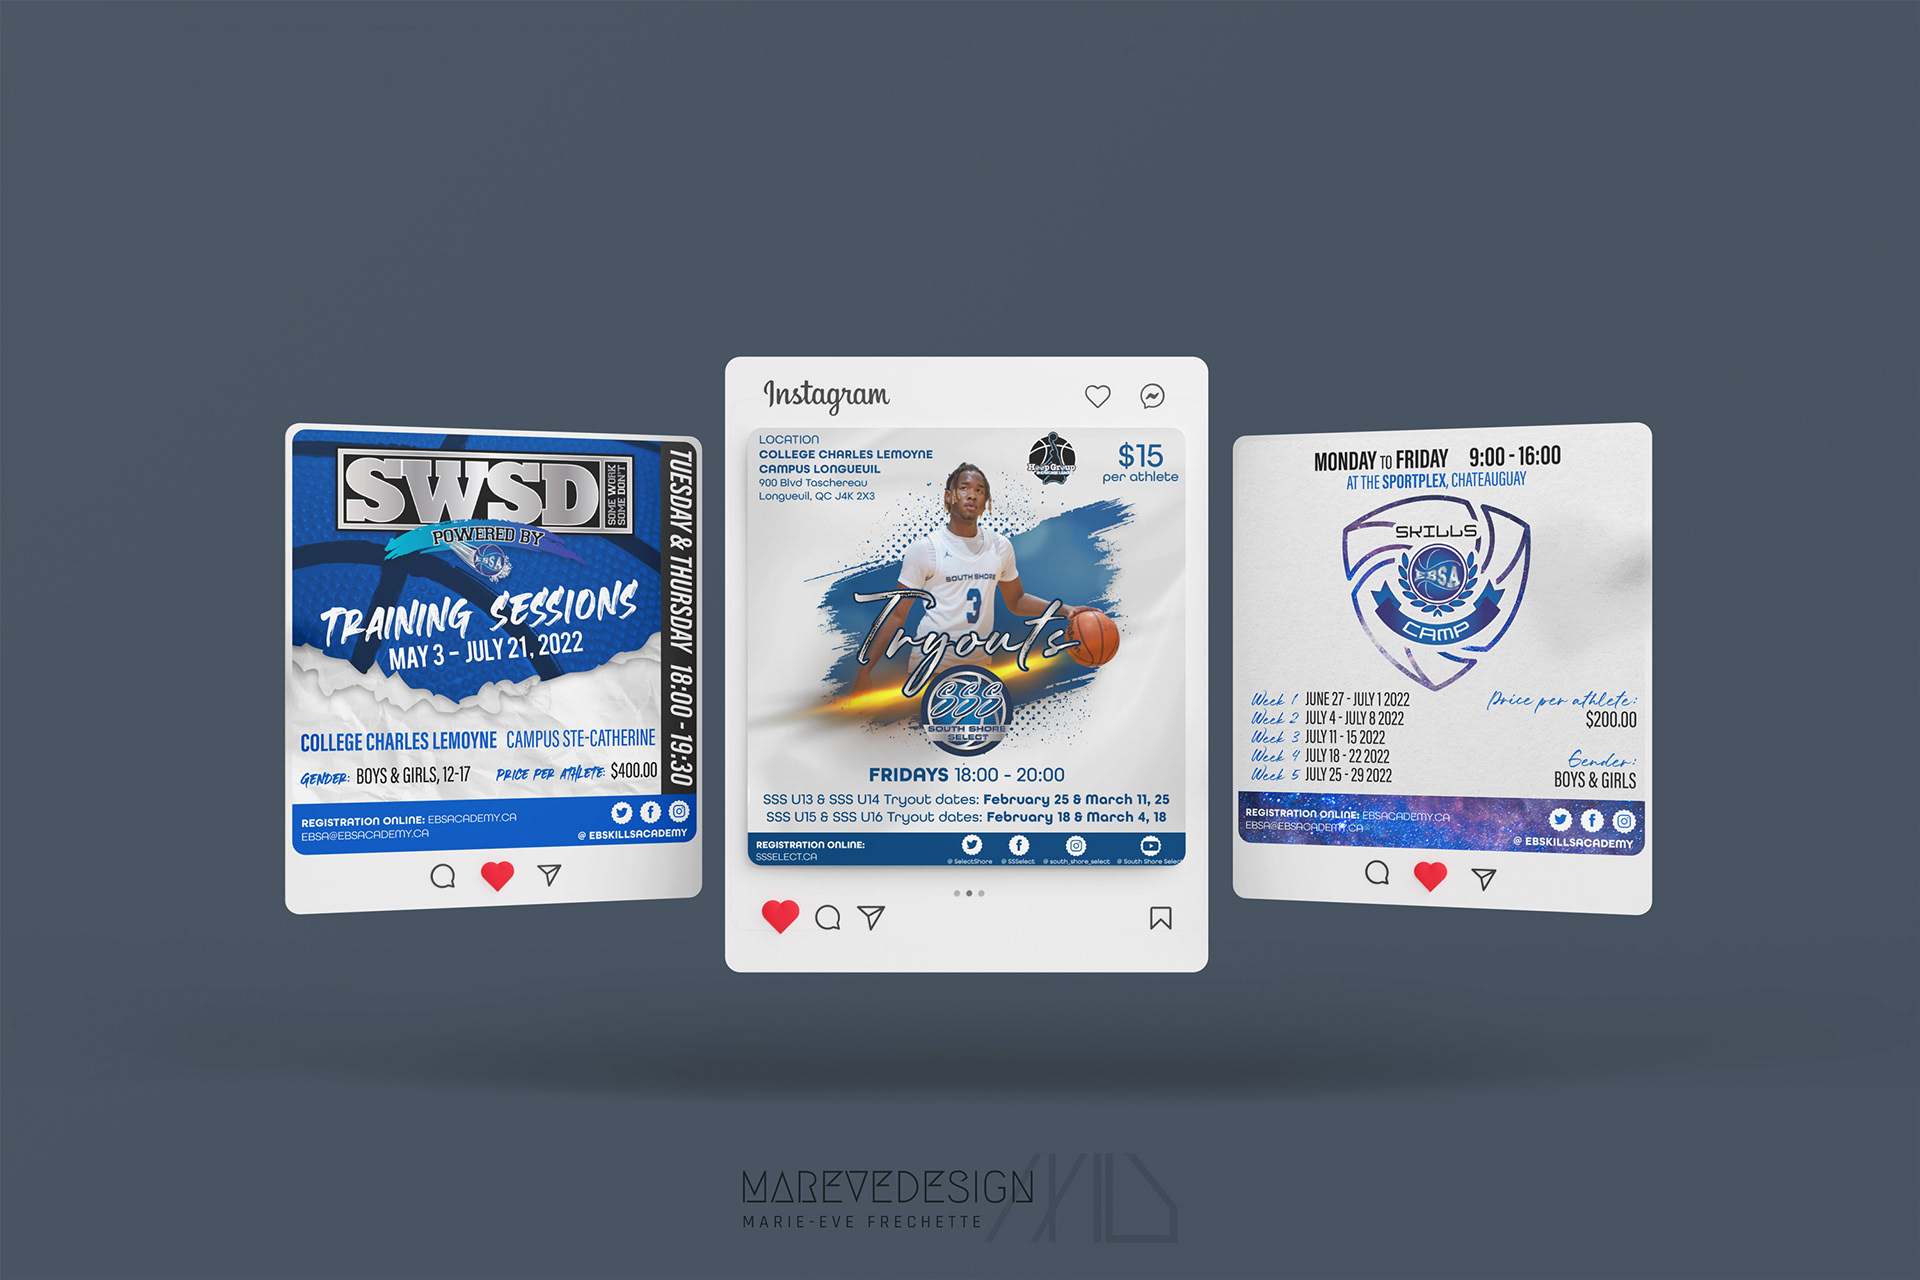 SWSD
SOME WORK
SOME DON'T
POWERED BY
EBSA
TRAINING SESSIONS
MAY 3 – JULY 21, 2022
TUESDAY & THURSDAY 18:00 - 19:30
COLLEGE CHARLES LEMOYNE CAMPUS STE-CATHERINE
GENDER: BOYS & GIRLS, 12-17 PRICE PER ATHLETE: $400.00
REGISTRATION ONLINE: EBSACADEMY.CA
EBSA@EBSACADEMY.CA
@ EBSKILLSACADEMY
Instagram
LOCATION
COLLEGE CHARLES LEMOYNE
CAMPUS LONGUEUIL
900 Blvd Taschereau
Longueuil, QC J4K 2X3
Hoop Group
$15
per athlete
SOUTH SHORE
3
Tryouts
SSS
SOUTH SHORE
SELECT
FRIDAYS 18:00 - 20:00
SSS U13 & SSS U14 Tryout dates: February 25 & March 11, 25
SSS U15 & SSS U16 Tryout dates: February 18 & March 4, 18
REGISTRATION ONLINE:
SSSELECT.CA
@ SelectShore @ SSSelect @ south_shore_select @ South Shore Select
MONDAY TO FRIDAY 9:00 - 16:00
AT THE SPORTPLEX, CHATEAUGUAY
SKILLS
EBSA
CAMP
Week 1 JUNE 27 - JULY 1 2022
Week 2 JULY 4 - JULY 8 2022
Week 3 JULY 11 - 15 2022
Week 4 JULY 18 - 22 2022
Week 5 JULY 25 - 29 2022
Price per athlete:
$200.00
Gender:
BOYS & GIRLS
REGISTRATION ONLINE: EBSACADEMY.CA
EBSA@EBSACADEMY.CA
@ EBSKILLSACADEMY
MAREVEDESIGN
MARIE-EVE FRECHETTE